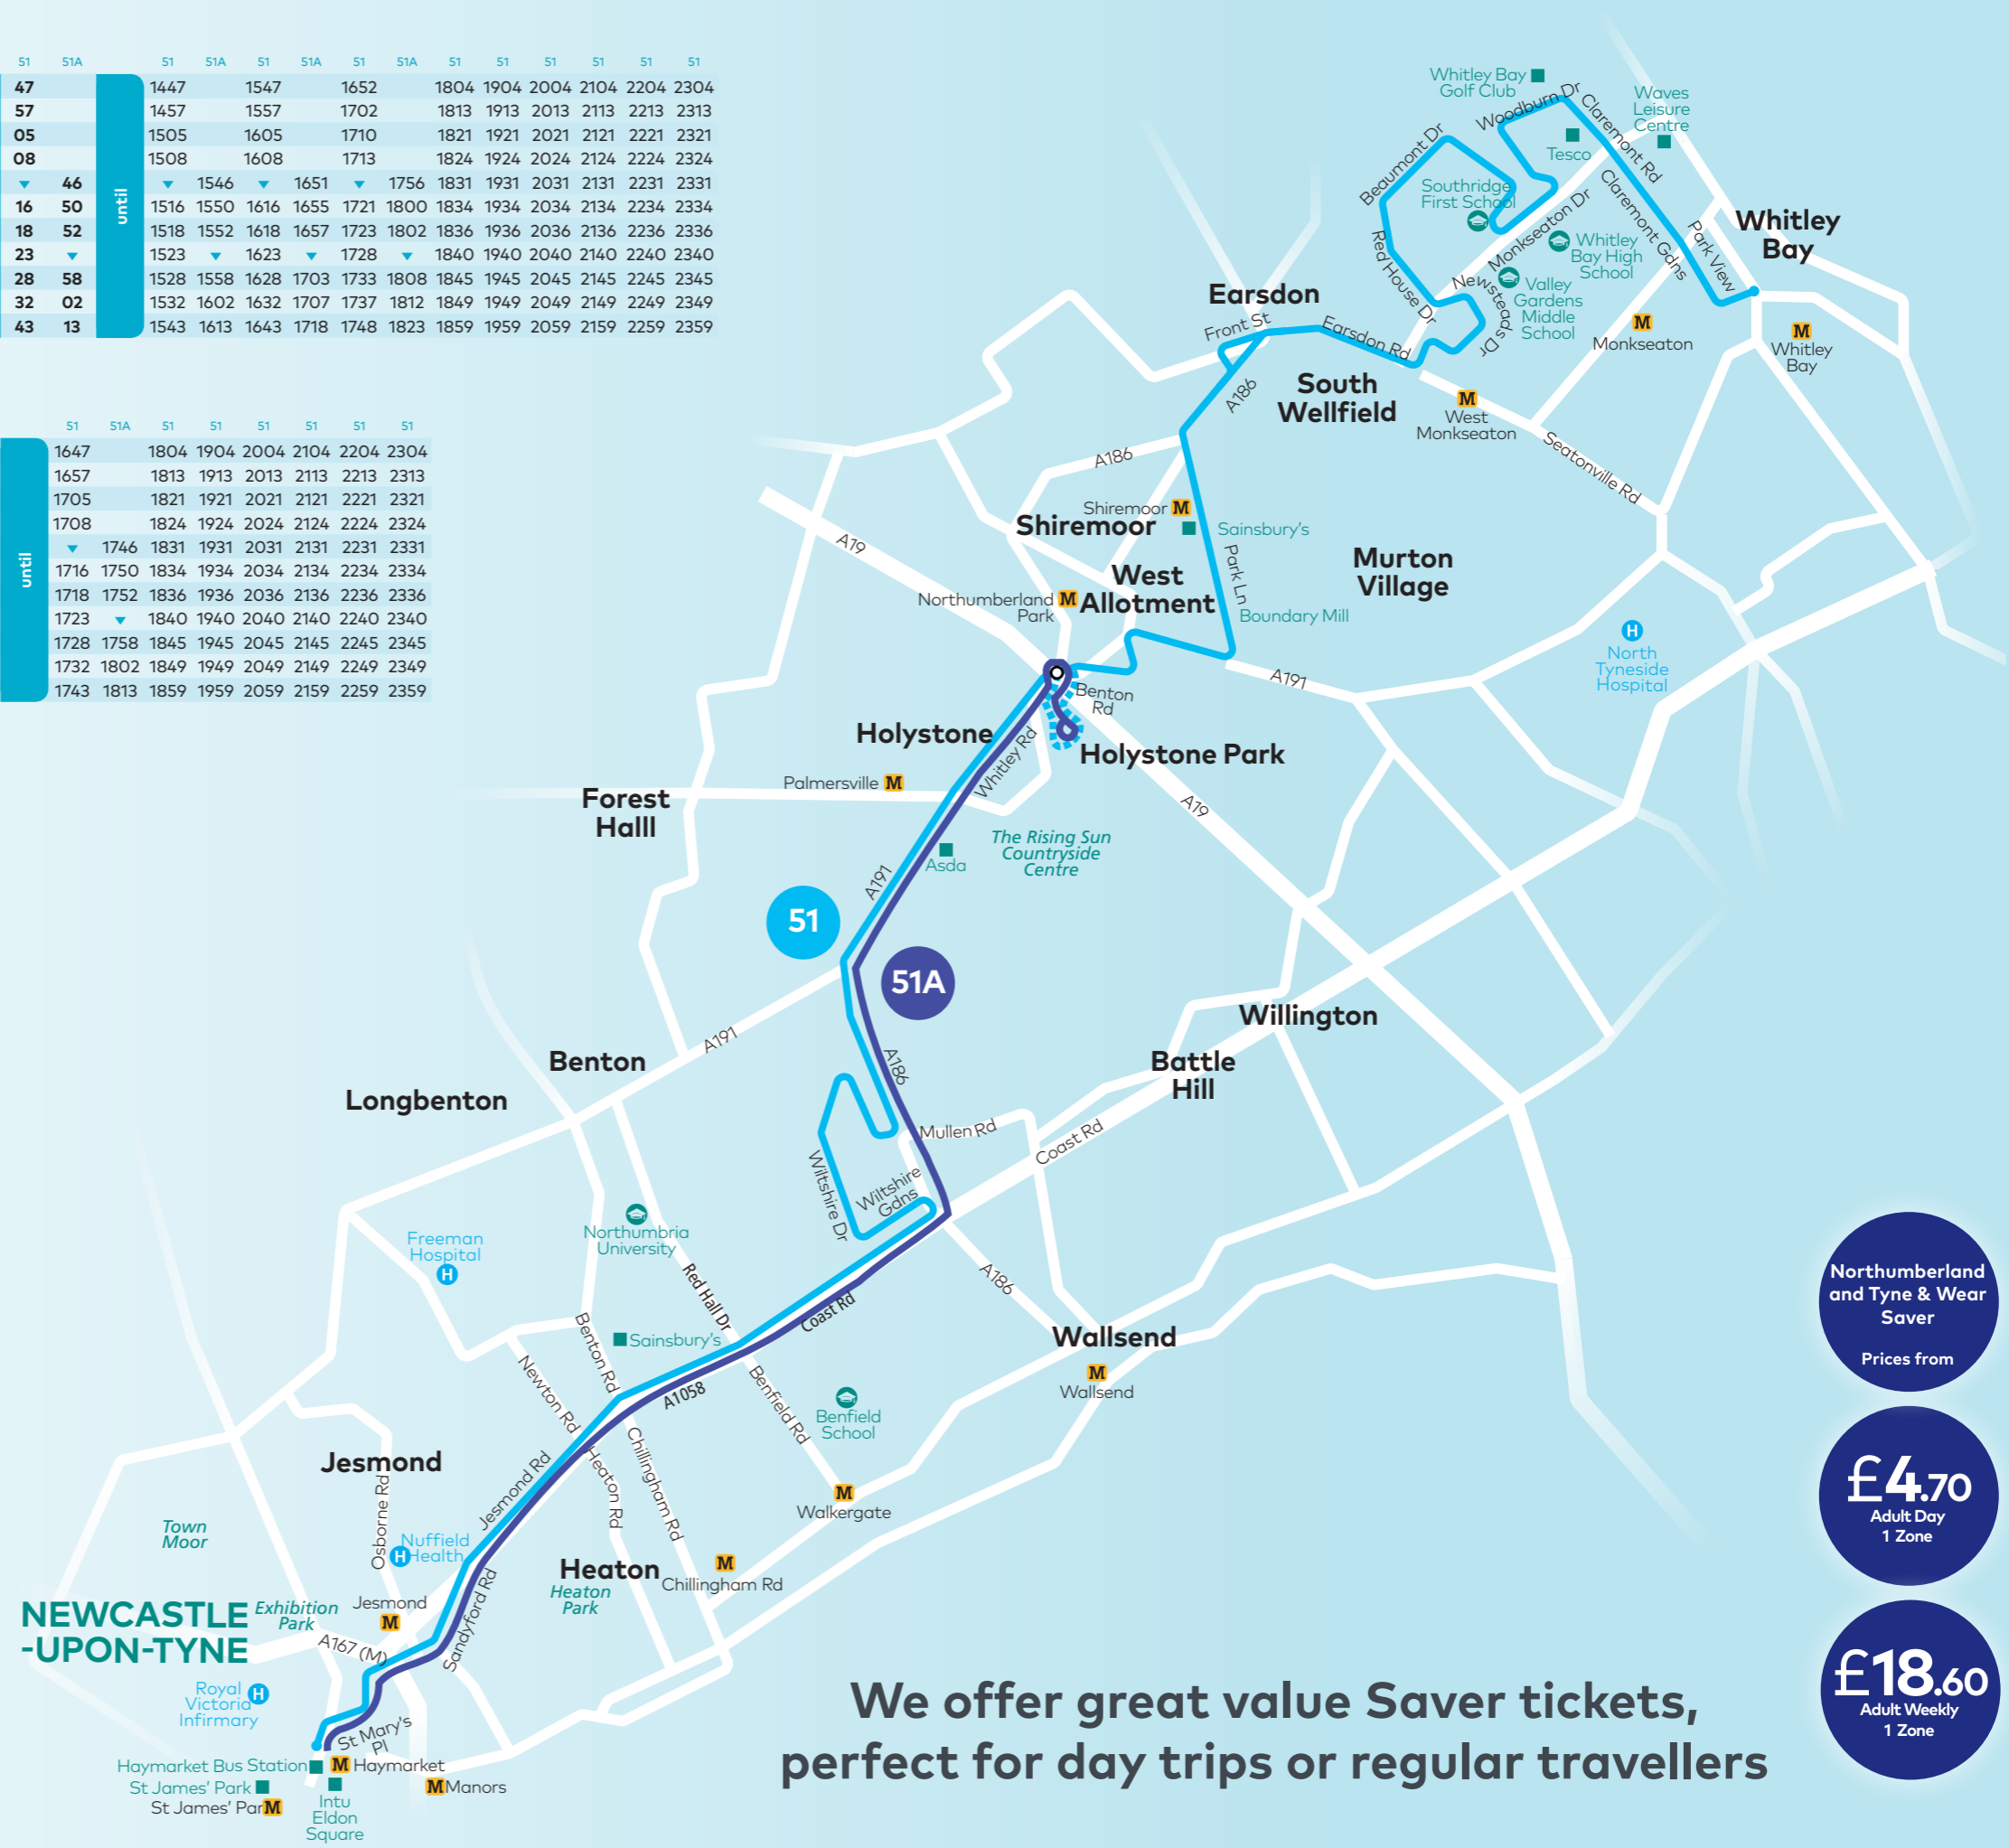 51 51A 51 51A 51 51A 51 51A 51 51 51 51 51 51
47 1447 1547 1652 1804 1904 2004 2104 2204 2304
57 1457 1557 1702 1813 1913 2013 2113 2213 2313
05 1505 1605 1710 1821 1921 2021 2121 2221 2321
08 1508 1608 1713 1824 1924 2024 2124 2224 2324
46 1546 1651 1756 1831 1931 2031 2131 2231 2331
16 50 1516 1550 1616 1655 1721 1800 1834 1934 2034 2134 2234 2334
18 52 1518 1552 1618 1657 1723 1802 1836 1936 2036 2136 2236 2336
23 1523 1623 1728 1840 1940 2040 2140 2240 2340
28 58 1528 1558 1628 1703 1733 1808 1845 1945 2045 2145 2245 2345
32 02 1532 1602 1632 1707 1737 1812 1849 1949 2049 2149 2249 2349
43 13 1543 1613 1643 1718 1748 1823 1859 1959 2059 2159 2259 2359
until
51 51A 51 51 51 51 51 51
1647 1804 1904 2004 2104 2204 2304
1657 1813 1913 2013 2113 2213 2313
1705 1821 1921 2021 2121 2221 2321
1708 1824 1924 2024 2124 2224 2324
1746 1831 1931 2031 2131 2231 2331
1716 1750 1834 1934 2034 2134 2234 2334
1718 1752 1836 1936 2036 2136 2236 2336
1723 1840 1940 2040 2140 2240 2340
1728 1758 1845 1945 2045 2145 2245 2345
1732 1802 1849 1949 2049 2149 2249 2349
1743 1813 1859 1959 2059 2159 2259 2359
until
Whitley Bay
Golf Club
Woodburn Dr
Claremont Rd
Waves
Leisure
Centre
Tesco
Beaumont Dr
Southridge
First School
Monkseaton Dr
Claremont Gdns
Park View
Whitley
Bay
Whitley
Bay High
School
Red House Dr
Newsteads Dr
Valley
Gardens
Middle
School
M
Monkseaton
M
Whitley
Bay
Earsdon
Front St
Earsdon Rd
A186
South
Wellfield
M
West
Monkseaton
Seatonville Rd
A186
Shiremoor M
Shiremoor
Sainsbury's
A19
Park Ln
Murton
Village
West
Allotment
Northumberland
Park
M
Boundary Mill
H
North
Tyneside
Hospital
A191
Benton
Rd
Holystone
Whitley Rd
Holystone Park
Palmersville M
Forest
Halll
A19
The Rising Sun
Countryside
Centre
Asda
A191
51
51A
Willington
A191
Benton
A186
Battle
Hill
Longbenton
Mullen Rd
Coast Rd
Wiltshire Dr
Wiltshire
Gdns
Northumbria
University
Freeman
Hospital
H
Red Hall Dr
A186
Coast Rd
Benton Rd
Sainsbury's
Wallsend
M
Wallsend
Newton Rd
A1058
Benfield Rd
Benfield
School
Jesmond
Jesmond Rd
Heaton Rd
Chillingham Rd
Osborne Rd
M
Walkergate
Town
Moor
Nuffield
Health
H
Heaton
M
Chillingham Rd
Heaton
Park
Sandyford Rd
Jesmond
M
Exhibition
Park
NEWCASTLE
-UPON-TYNE
A167 (M)
Royal
Victoria
Infirmary
H
St Mary's
Pl
Haymarket Bus Station
M Haymarket
St James' Park
M Manors
St James' Par M
Intu
Eldon
Square
Northumberland
and Tyne & Wear
Saver
Prices from
£4.70
Adult Day
1 Zone
£18.60
Adult Weekly
1 Zone
We offer great value Saver tickets,
perfect for day trips or regular travellers